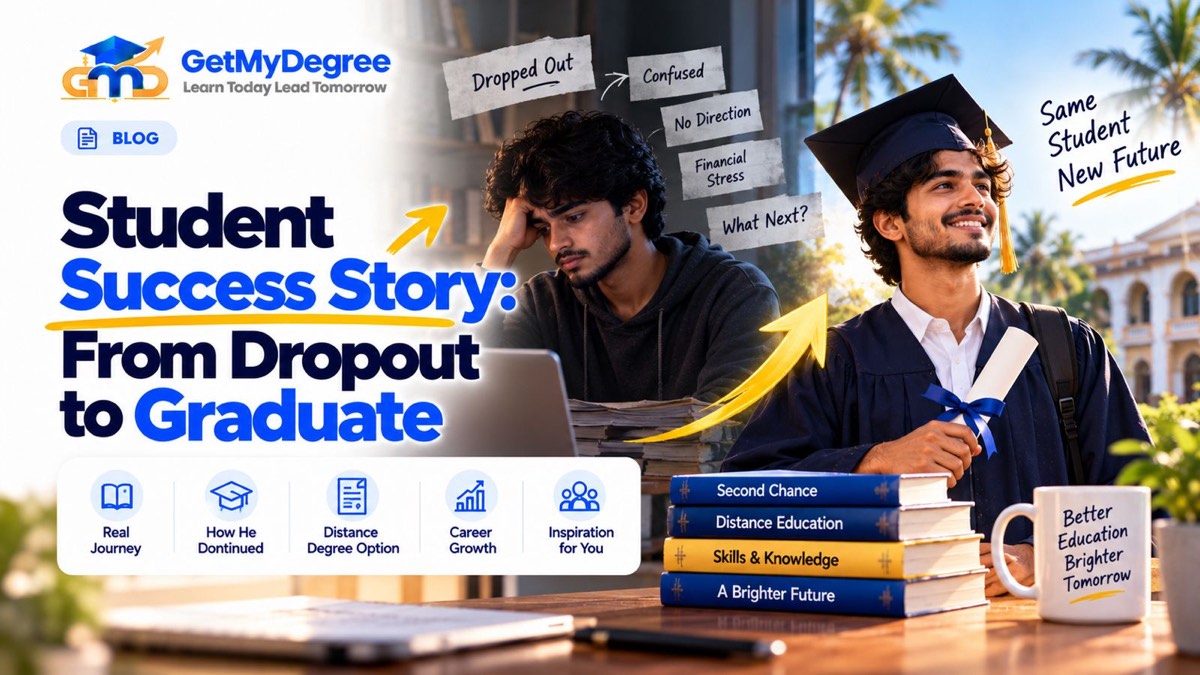 GMD
GetMyDegree
Learn Today Lead Tomorrow
BLOG
Student
Success Story:
From Dropout
to Graduate
Real
Journey
How He
Dontinued
Distance
Degree Option
Career
Growth
Inspiration
for You
Dropped Out
Confused
No Direction
Financial
Stress
What Next?
Same
Student
New Future
Second Chance
Distance Education
Skills & Knowledge
A Brighter Future
Better
Education
Brighter
Tomorrow